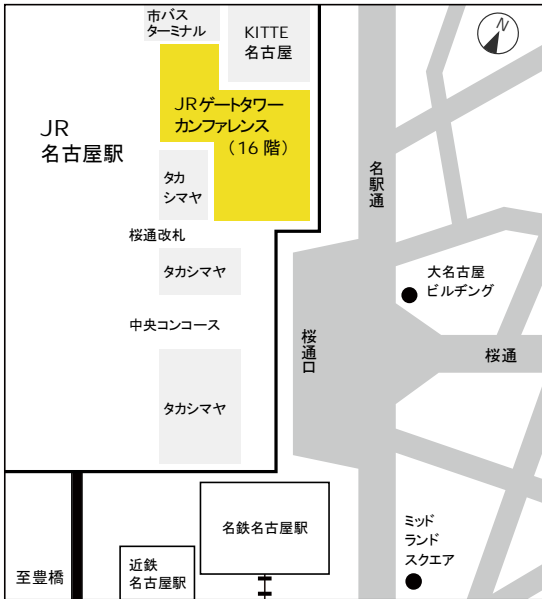 市バス
ターミナル
KITTE
名古屋
N
JRゲートタワー
カンファレンス
（16 階）
JR
名古屋駅
タカ
シマヤ
名駅通
桜通改札
タカシマヤ
大名古屋
ビルヂング
中央コンコース
桜通口
桜通
タカシマヤ
名鉄名古屋駅
ミッド
ランド
スクエア
至豊橋
近鉄
名古屋駅